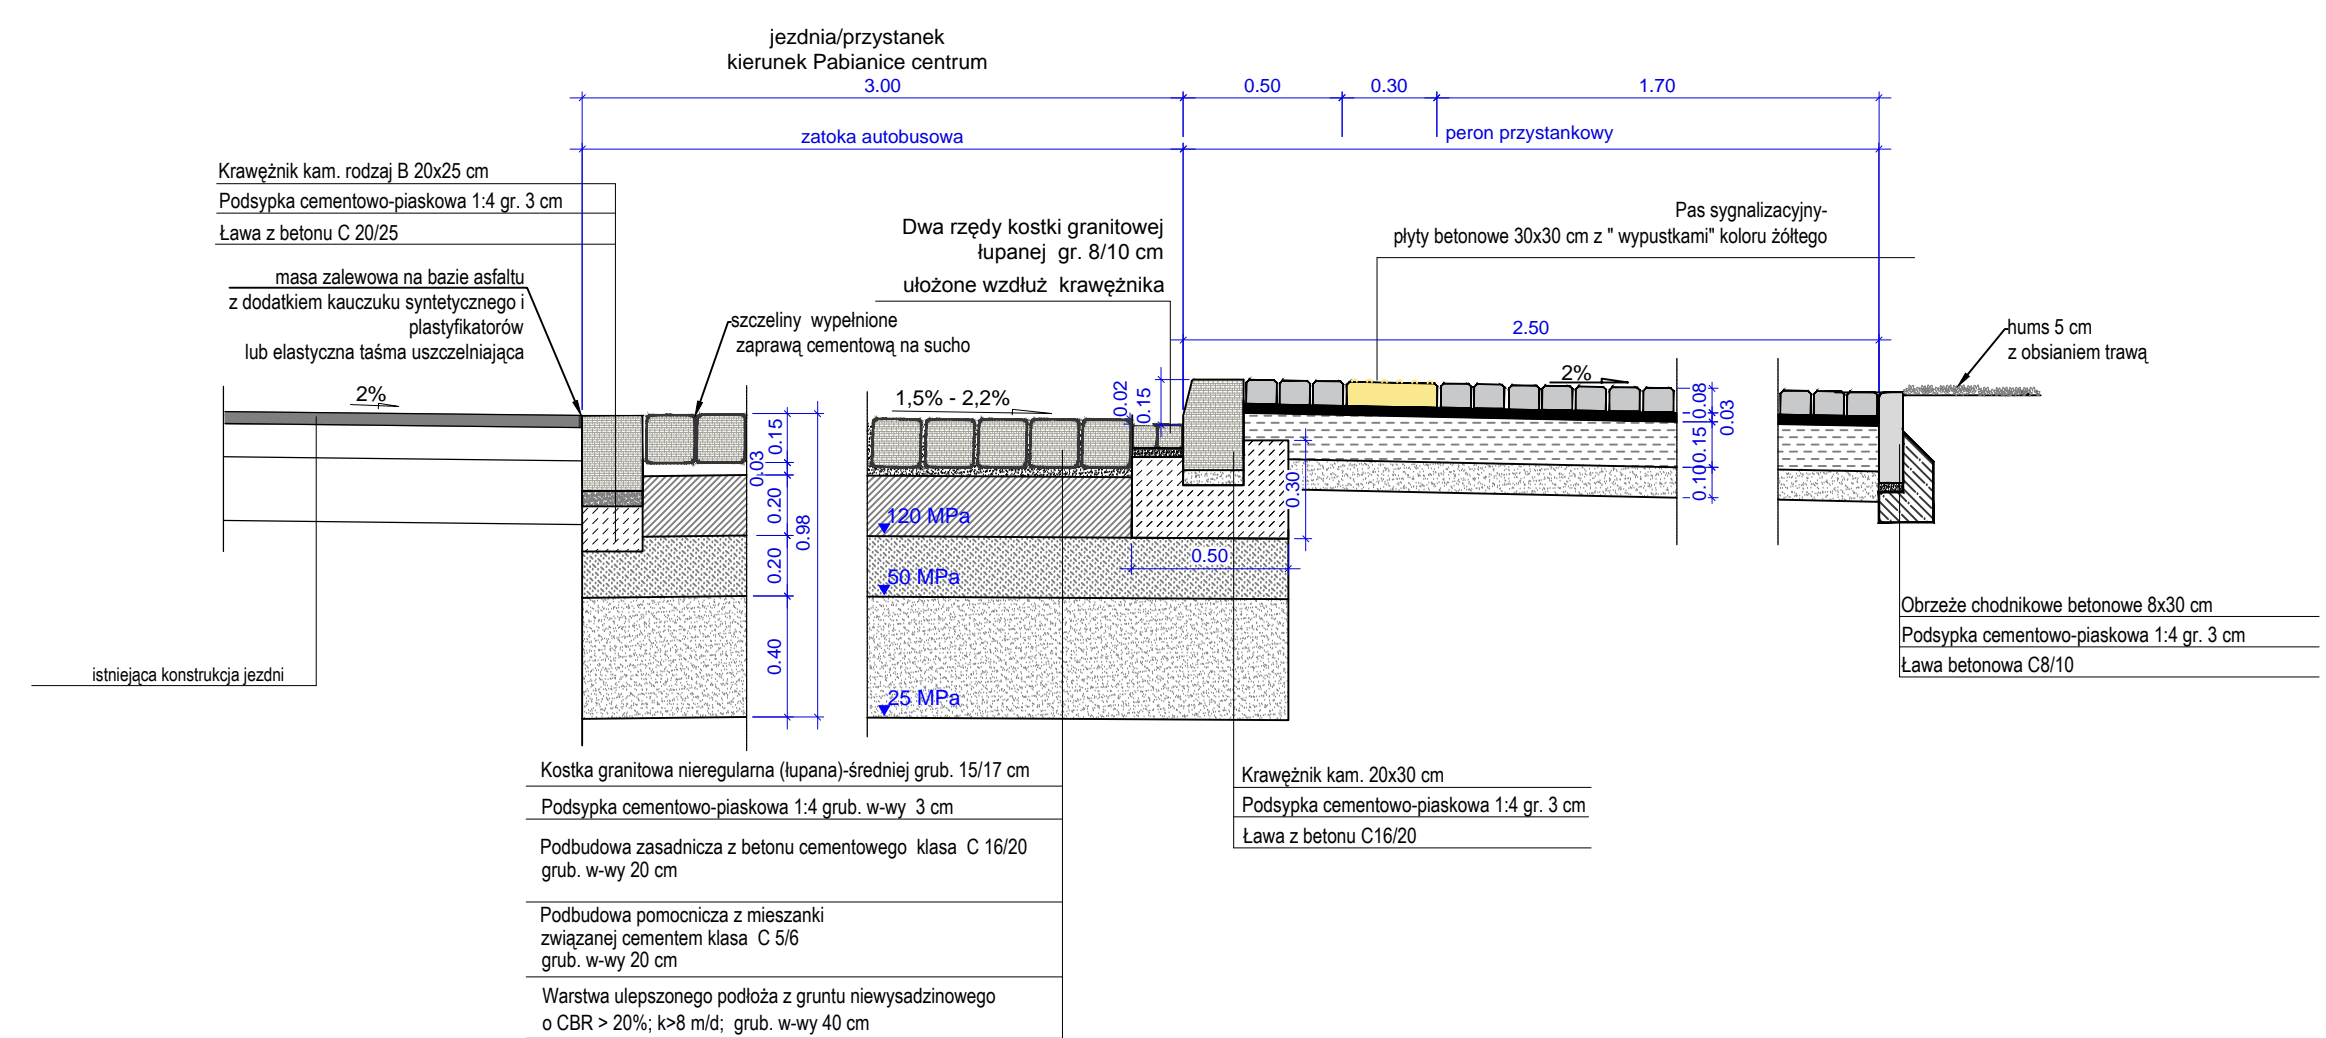 jezdnia/przystanek
kierunek Pabianice centrum
3.00
0.50
0.30
1.70
zatoka autobusowa
peron przystankowy
Krawężnik kam. rodzaj B 20x25 cm
Podsypka cementowo-piaskowa 1:4 gr. 3 cm
Ława z betonu C 20/25
masa zalewowa na bazie asfaltu
z dodatkiem kauczuku syntetycznego i
plastyfikatorów
lub elastyczna taśma uszczelniająca
szczeliny wypełnione
zaprawą cementową na sucho
Dwa rzędy kostki granitowej
łupanej gr. 8/10 cm
ułożone wzdłuż krawężnika
Pas sygnalizacyjny-
płyty betonowe 30x30 cm z " wypustkami" koloru żółtego
2.50
hums 5 cm
z obsianiem trawą
2%
1,5% - 2,2%
2%
0.02
0.15
0.15
0.03
0.20
0.20
0.40
0.98
120 MPa
50 MPa
25 MPa
0.30
0.50
0.08
0.03
0.15
0.10
istniejąca konstrukcja jezdni
Obrzeże chodnikowe betonowe 8x30 cm
Podsypka cementowo-piaskowa 1:4 gr. 3 cm
Ława betonowa C8/10
Kostka granitowa nieregularna (łupana)-średniej grub. 15/17 cm
Podsypka cementowo-piaskowa 1:4 grub. w-wy 3 cm
Podbudowa zasadnicza z betonu cementowego klasa C 16/20
grub. w-wy 20 cm
Podbudowa pomocnicza z mieszanki
związanej cementem klasa C 5/6
grub. w-wy 20 cm
Warstwa ulepszonego podłoża z gruntu niewysadzinowego
o CBR > 20%; k>8 m/d; grub. w-wy 40 cm
Krawężnik kam. 20x30 cm
Podsypka cementowo-piaskowa 1:4 gr. 3 cm
Ława z betonu C16/20